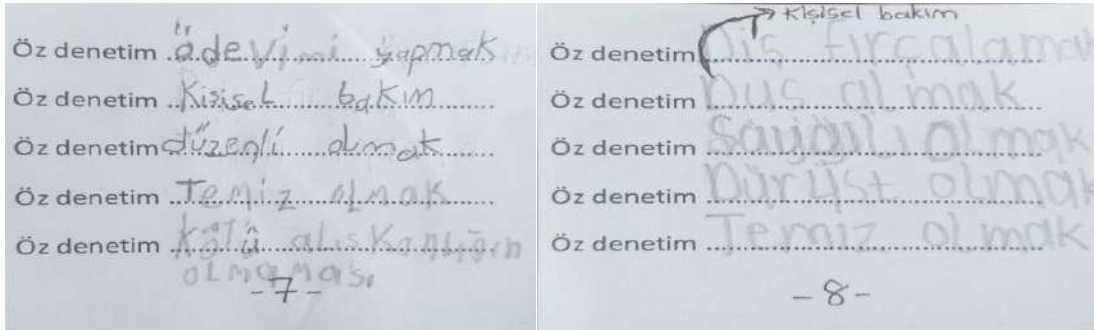 Öz denetim ödevimi yapmak
Öz denetim Kişisel bakım
Öz denetim düzenli olmak
Öz denetim Temiz olmak
Öz denetim Kötü alışkanlığın
olmaması
-7-
Kişisel bakım
Öz denetim Diş fırçalamak
Öz denetim Duş almak
Öz denetim Saygılı olmak
Öz denetim Dürüst olmak
Öz denetim Temiz olmak
-8-